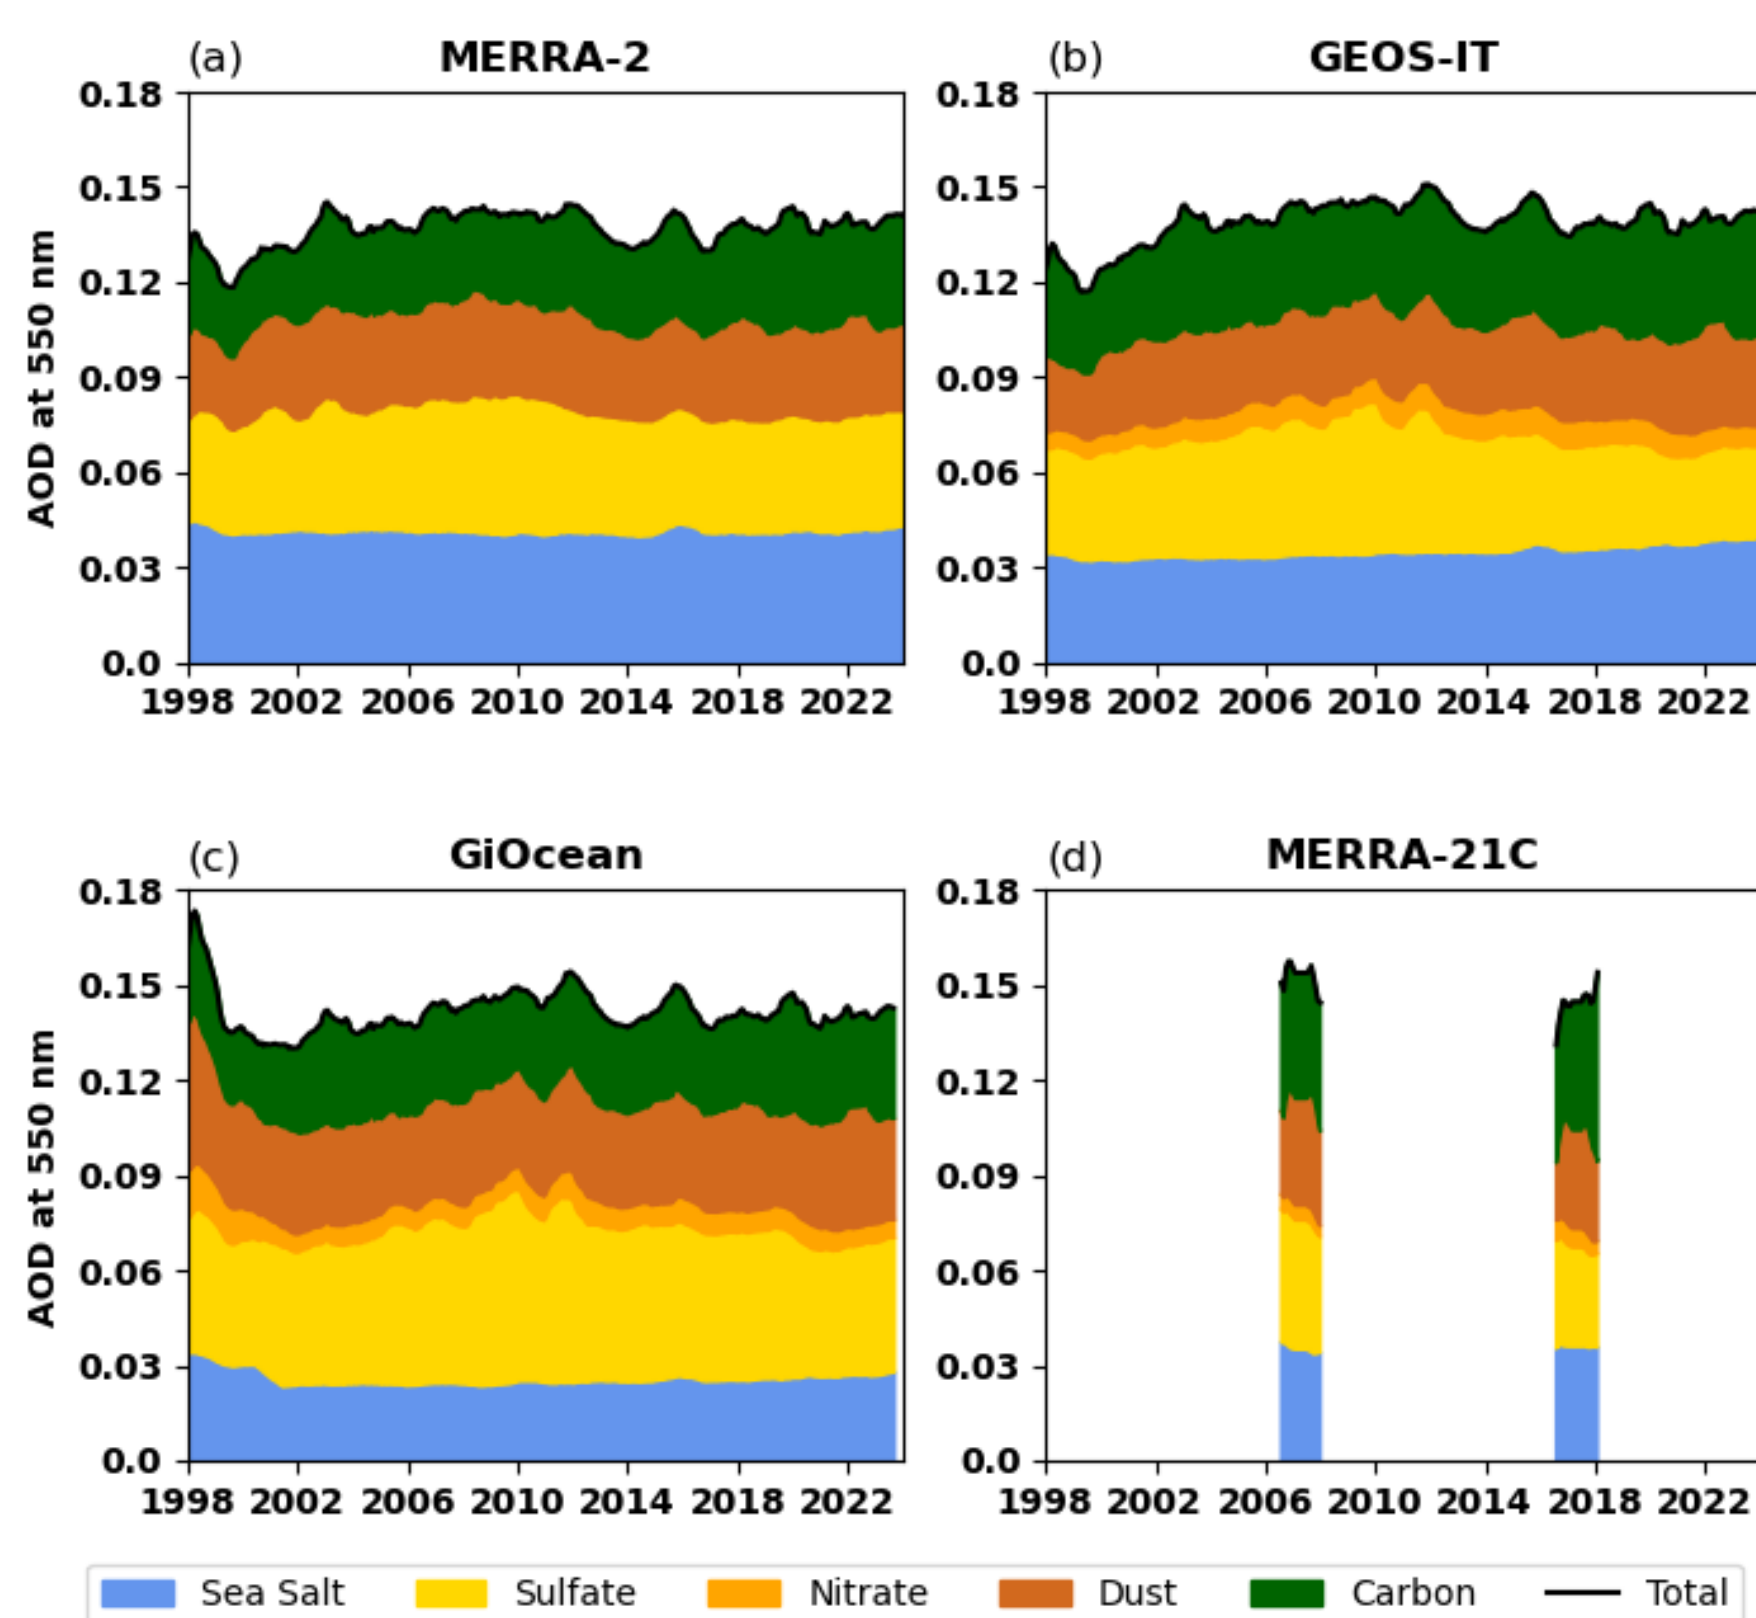 (a) MERRA-2
(b) GEOS-IT
AOD at 550 nm
0.18
0.15
0.12
0.09
0.06
0.03
0.0
1998 2002 2006 2010 2014 2018 2022
0.18
0.15
0.12
0.09
0.06
0.03
0.0
1998 2002 2006 2010 2014 2018 2022
(c) GiOcean
(d) MERRA-21C
AOD at 550 nm
0.18
0.15
0.12
0.09
0.06
0.03
0.0
1998 2002 2006 2010 2014 2018 2022
0.18
0.15
0.12
0.09
0.06
0.03
0.0
1998 2002 2006 2010 2014 2018 2022
Sea Salt Sulfate Nitrate Dust Carbon Total